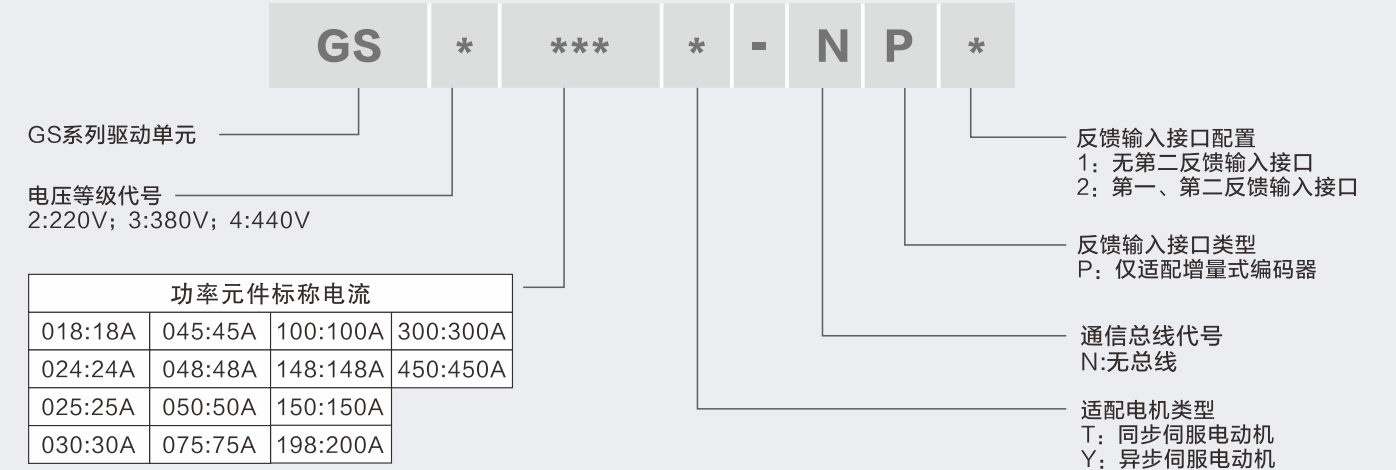 GS * *** * - N P *
GS系列驱动单元
电压等级代号
2:220V；3:380V；4:440V
功率元件标称电流
018:18A 045:45A 100:100A 300:300A
024:24A 048:48A 148:148A 450:450A
025:25A 050:50A 150:150A
030:30A 075:75A 198:200A
反馈输入接口配置
1：无第二反馈输入接口
2：第一、第二反馈输入接口
反馈输入接口类型
P：仅适配增量式编码器
通信总线代号
N:无总线
适配电机类型
T：同步伺服电动机
Y：异步伺服电动机